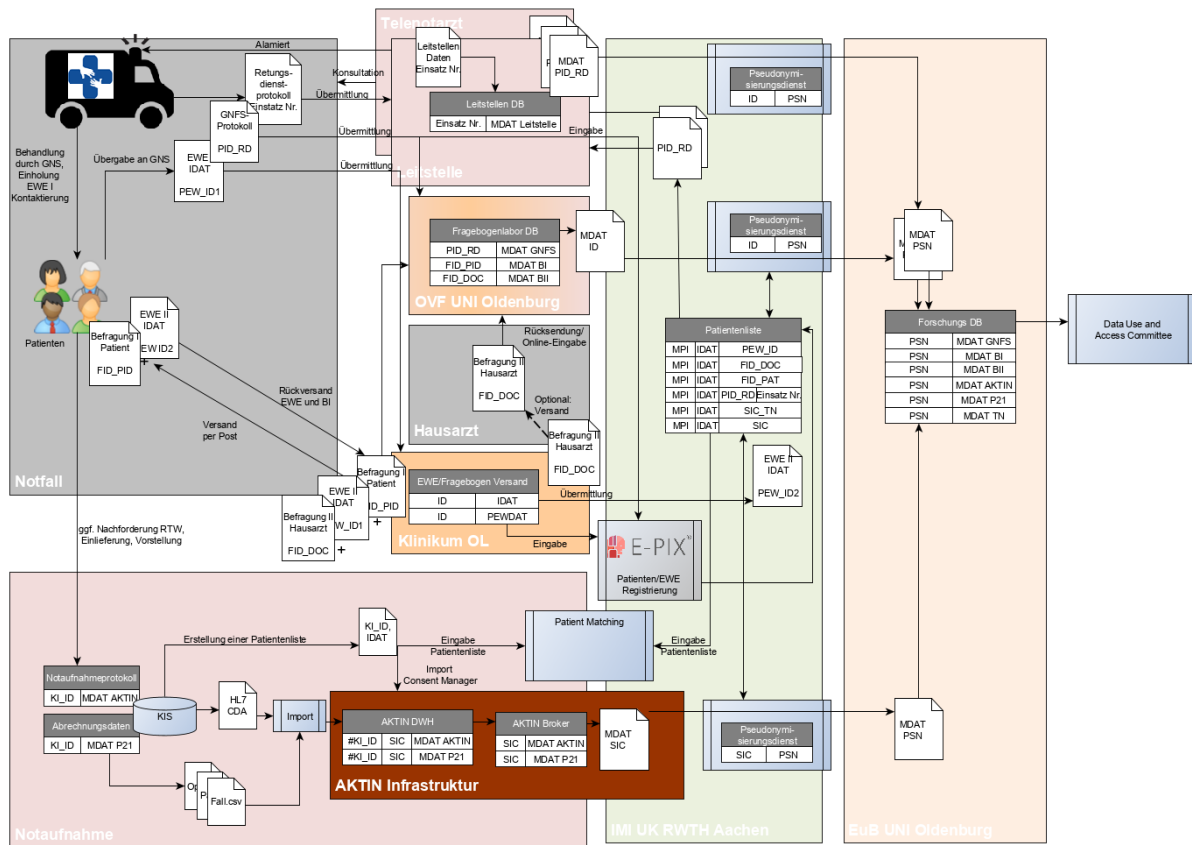 Telenotarzt
Alamiert
Leitstellen
Daten
Einsatz Nr.
MDAT
PID_RD
Konsultation
Retungs-
dienst-
protokoll
Einstatz Nr.
Übermittlung
Leitstellen DB
Einsatz Nr.
MDAT Leitstelle
Eingabe
Übermittlung
Übermittlung
Leitstelle
GNFS-
Protokoll
PID_RD
EWE
IDAT
PEW_ID1
Behandlung
durch GNS,
Einholung
EWE I
Kontaktierung
Übergabe an GNS
Patienten
Befragung I
Patient
FID_PID
+
EWE II
IDAT
EW ID2
Rückversand
EWE und BI
Versand
per Post
Notfall
Fragebogenlabor DB
PID_RD
MDAT GNFS
FID_PID
MDAT BI
FID_DOC
MDAT BII
OVF UNI Oldenburg
MDAT
ID
Rücksendung/
Online-Eingabe
Befragung II
Hausarzt
FID_DOC
Optional:
Versand
Hausarzt
Befragung II
Hausarzt
FID_DOC
Befragung I
Patient
D_PID
+
EWE II
IDAT
W_ID1
+
Befragung II
Hausarzt
FID_DOC
+
EWE/Fragebogen Versand
ID
IDAT
ID
PEWDAT
Übermittlung
Klinikum OL
Eingabe
PID_RD
Pseudonymi-
sierungsdienst
ID
PSN
Pseudonymi-
sierungsdienst
ID
PSN
Patientenliste
MPI
IDAT
PEW_ID
MPI
IDAT
FID_DOC
MPI
IDAT
FID_PAT
MPI
IDAT
PID_RD
Einsatz Nr.
MPI
IDAT
SIC_TN
MPI
IDAT
SIC
EWE II
IDAT
PEW_ID2
E-PIX
Patienten/EWE
Registrierung
MDAT
PSN
Forschungs DB
PSN
MDAT GNFS
PSN
MDAT BI
PSN
MDAT BII
PSN
MDAT AKTIN
PSN
MDAT P21
PSN
MDAT TN
Data Use and
Access Committee
ggf. Nachforderung RTW,
Einlieferung, Vorstellung
Erstellung einer Patientenliste
KI_ID,
IDAT
Eingabe
Patientenliste
Patient Matching
Eingabe
Patientenliste
Import
Consent Manager
Notaufnahmeprotokoll
KI_ID
MDAT AKTIN
Abrechnungsdaten
KI_ID
MDAT P21
KIS
HL7
CDA
Import
Op
P
Fall.csv
AKTIN DWH
#KI_ID
SIC
MDAT AKTIN
#KI_ID
SIC
MDAT P21
AKTIN Broker
SIC
MDAT AKTIN
SIC
MDAT P21
MDAT
SIC
AKTIN Infrastruktur
Pseudonymi-
sierungsdienst
SIC
PSN
MDAT
PSN
Notaufnahme
IMI UK RWTH Aachen
EuB UNI Oldenburg